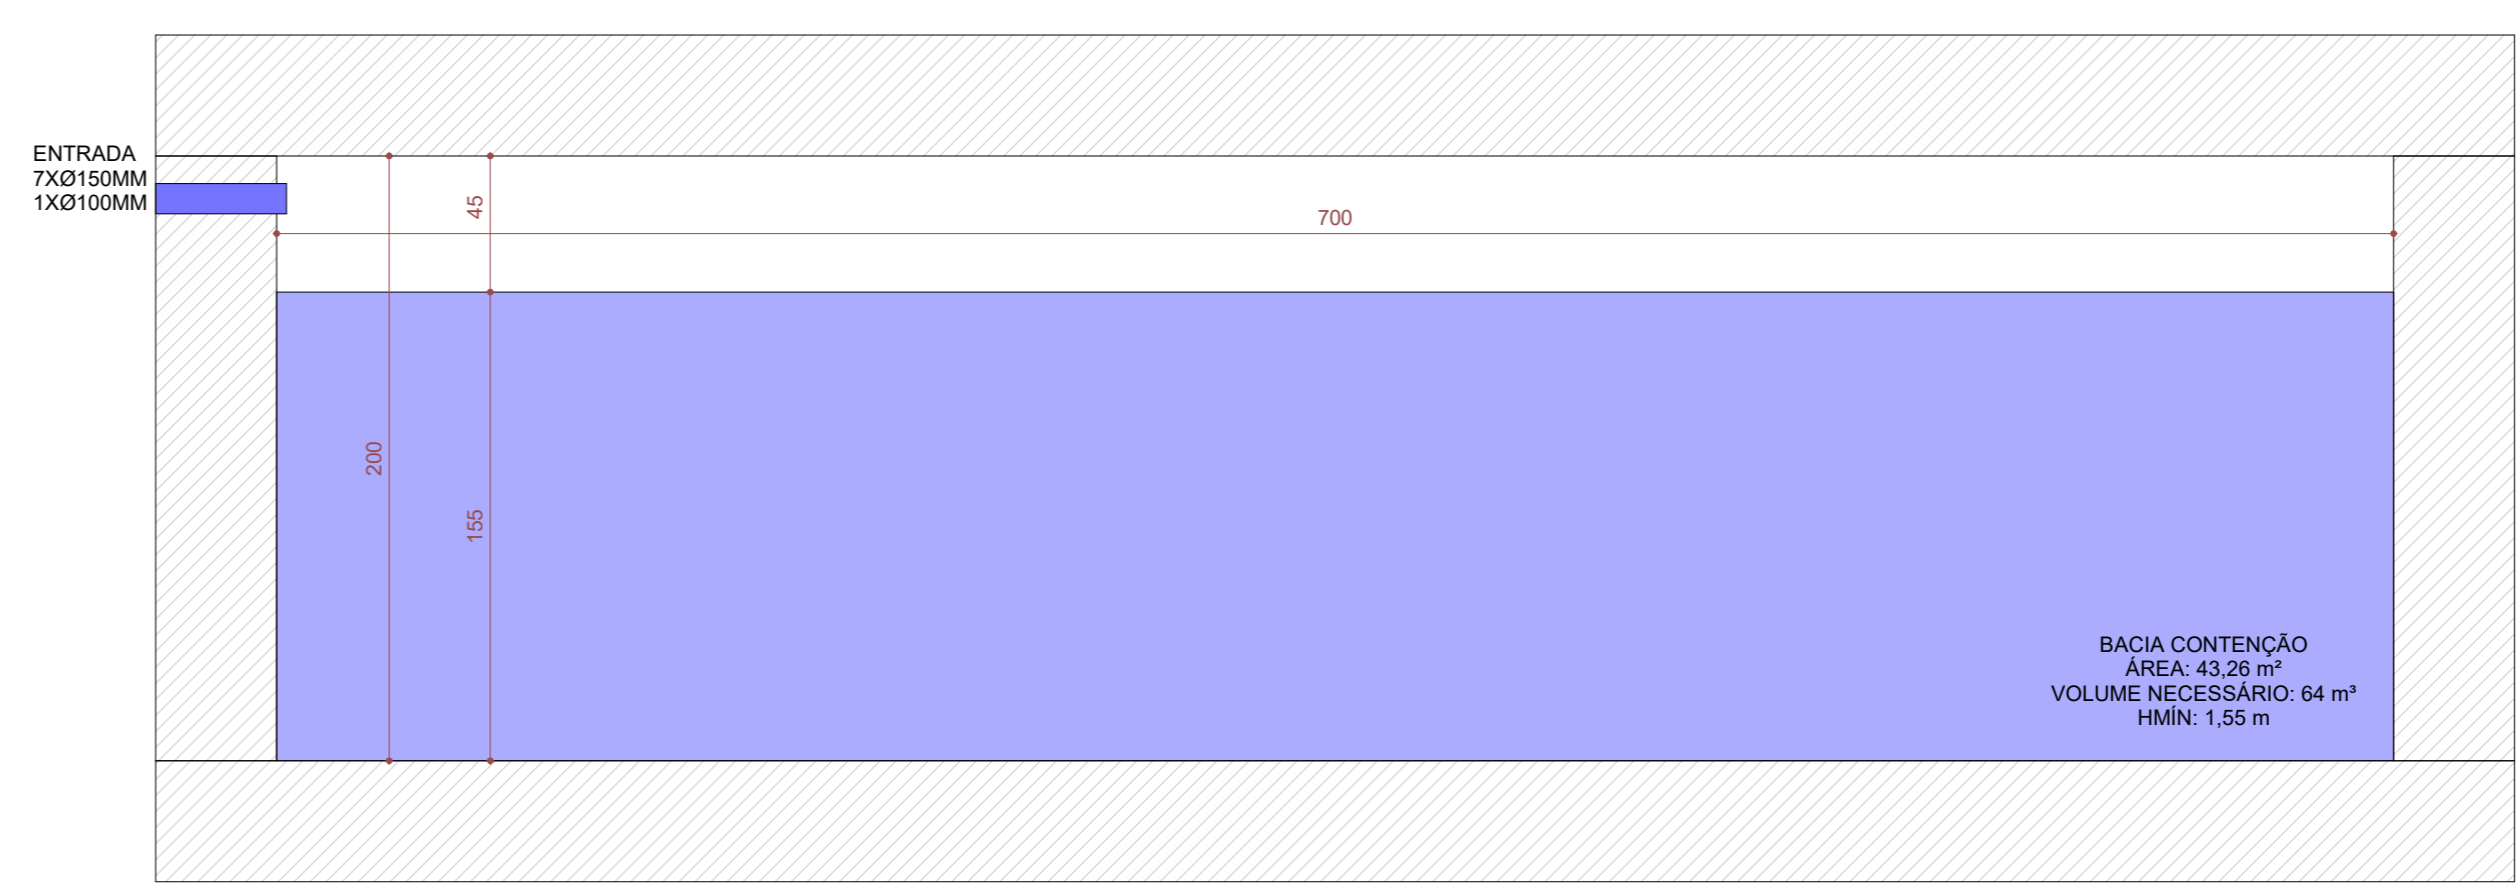 ENTRADA
7XØ150MM
1XØ100MM
45
700
200
155
BACIA CONTENÇÃO
ÁREA: 43,26 m²
VOLUME NECESSÁRIO: 64 m³
HMÍN: 1,55 m